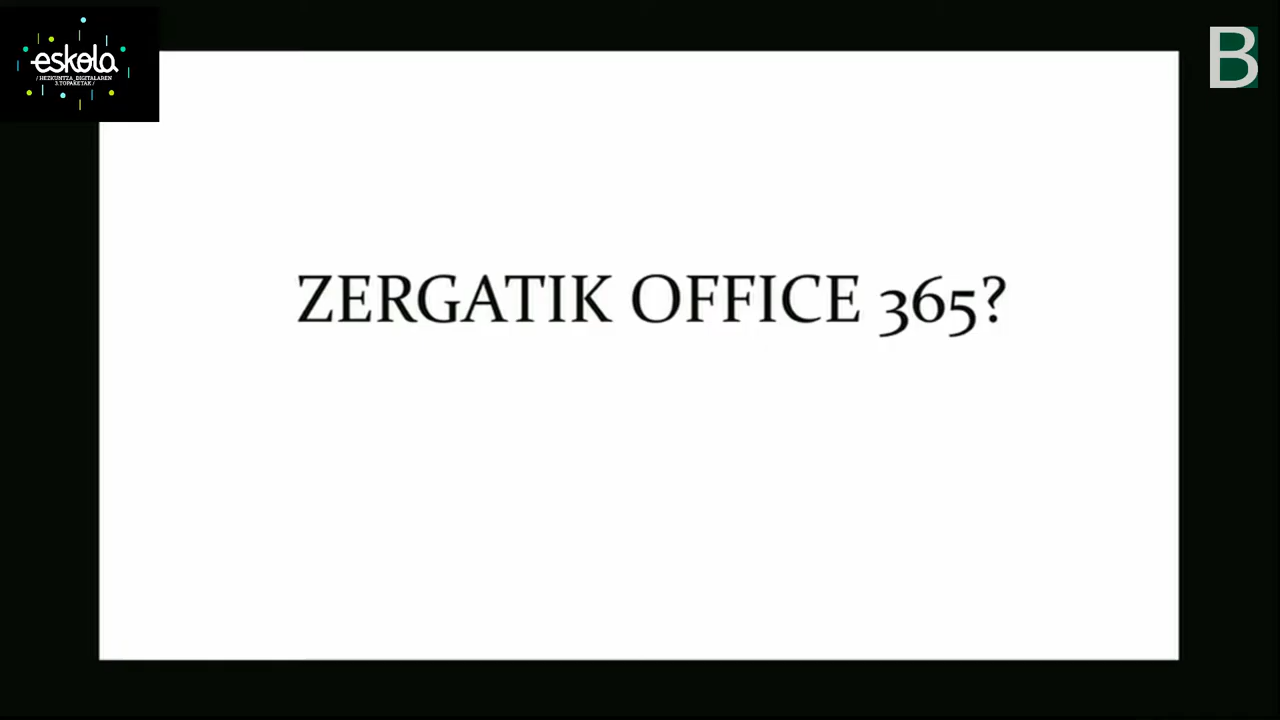 eskola
/ HEZKUNTZA_DIGITALAREN
3.TOPAKETAK /
B
ZERGATIK OFFICE 365?